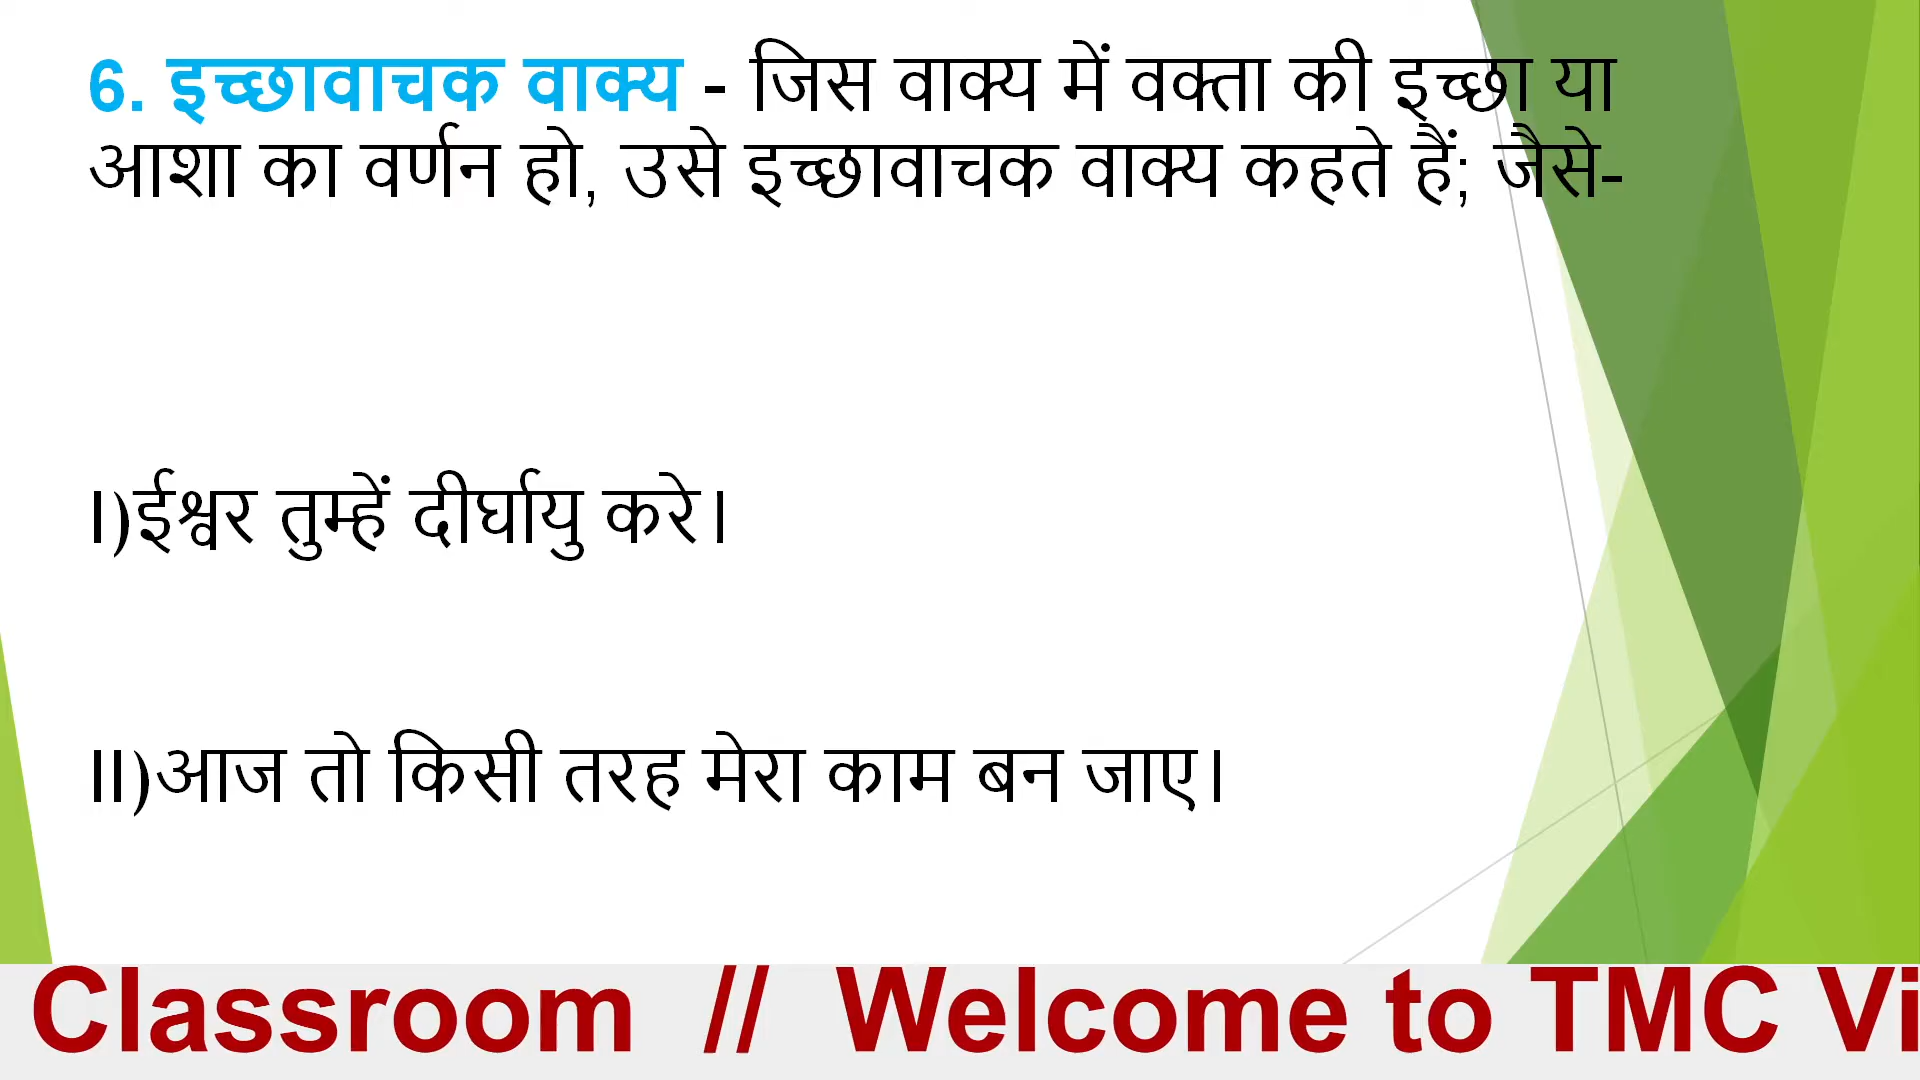 6. इच्छावाचक वाक्य - जिस वाक्य में वक्ता की इच्छा या
आशा का वर्णन हो, उसे इच्छावाचक वाक्य कहते हैं; जैसे-
I)ईश्वर तुम्हें दीर्घायु करे।
II)आज तो किसी तरह मेरा काम बन जाए।
Classroom // Welcome to TMC Vi